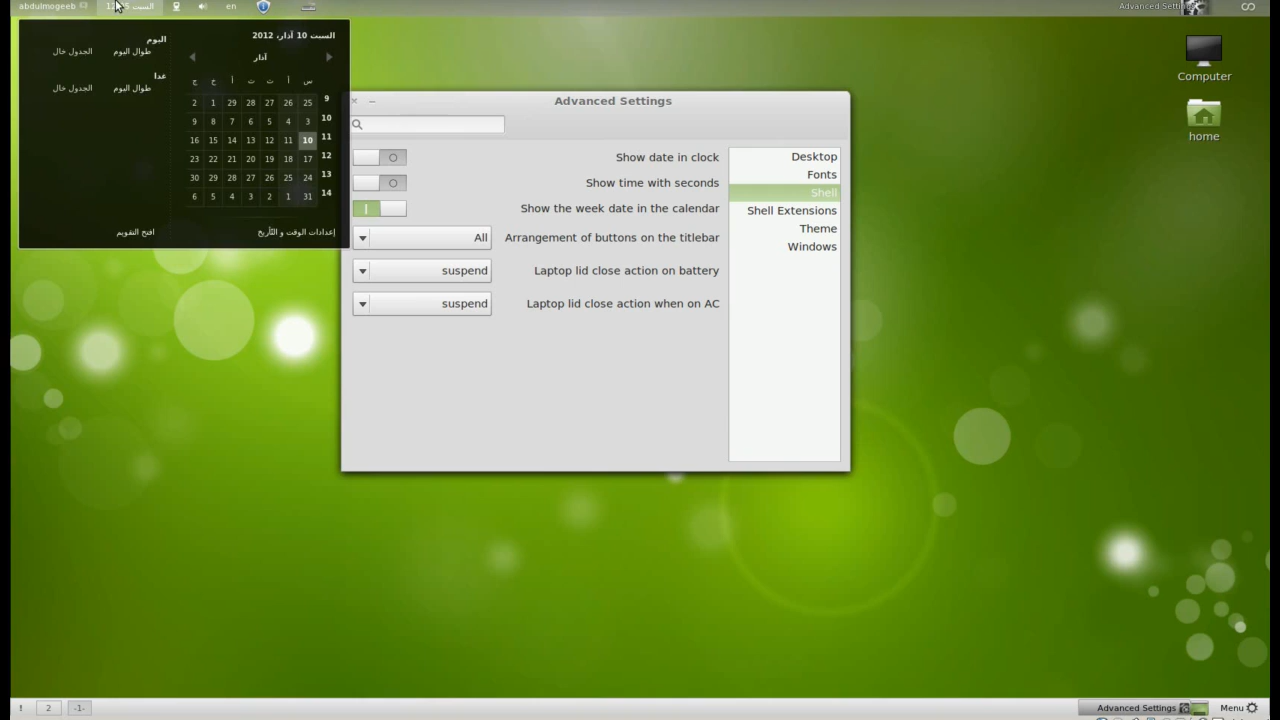 abdulmogeeb
السبت
en
Advanced Setti
السبت 10 آذار، 2012
آذار
س أ ث ث أ خ ج
25 26 27 28 29 1 2 9
3 4 5 6 7 8 9 10
10 11 12 13 14 15 16 11
17 18 19 20 21 22 23 12
24 25 26 27 28 29 30 13
31 1 2 3 4 5 6 14
إعدادات الوقت و التّأريخ
اليوم
طوال اليوم الجدول خال
غدا
طوال اليوم الجدول خال
افتح التقويم
Advanced Settings
Show date in clock
Show time with seconds
Show the week date in the calendar
Arrangement of buttons on the titlebar
All
Laptop lid close action on battery
suspend
Laptop lid close action when on AC
suspend
Desktop
Fonts
Shell
Shell Extensions
Theme
Windows
Computer
home
! 2 -1-
Advanced Settings
Menu